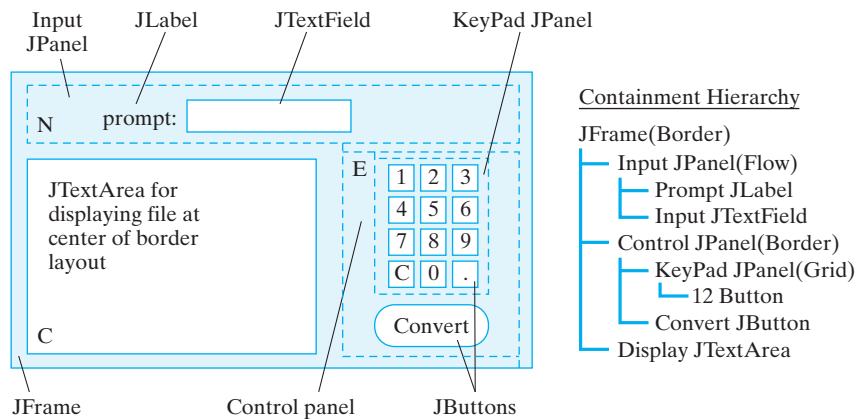 Input
JPanel
JLabel
JTextField
KeyPad JPanel
N
prompt:
JTextArea for
displaying file at
center of border
layout
C
E
1 2 3
4 5 6
7 8 9
C 0 .
Convert
JFrame
Control panel
JButtons
Containment Hierarchy
JFrame(Border)
Input JPanel(Flow)
Prompt JLabel
Input JTextField
Control JPanel(Border)
KeyPad JPanel(Grid)
12 Button
Convert JButton
Display JTextArea